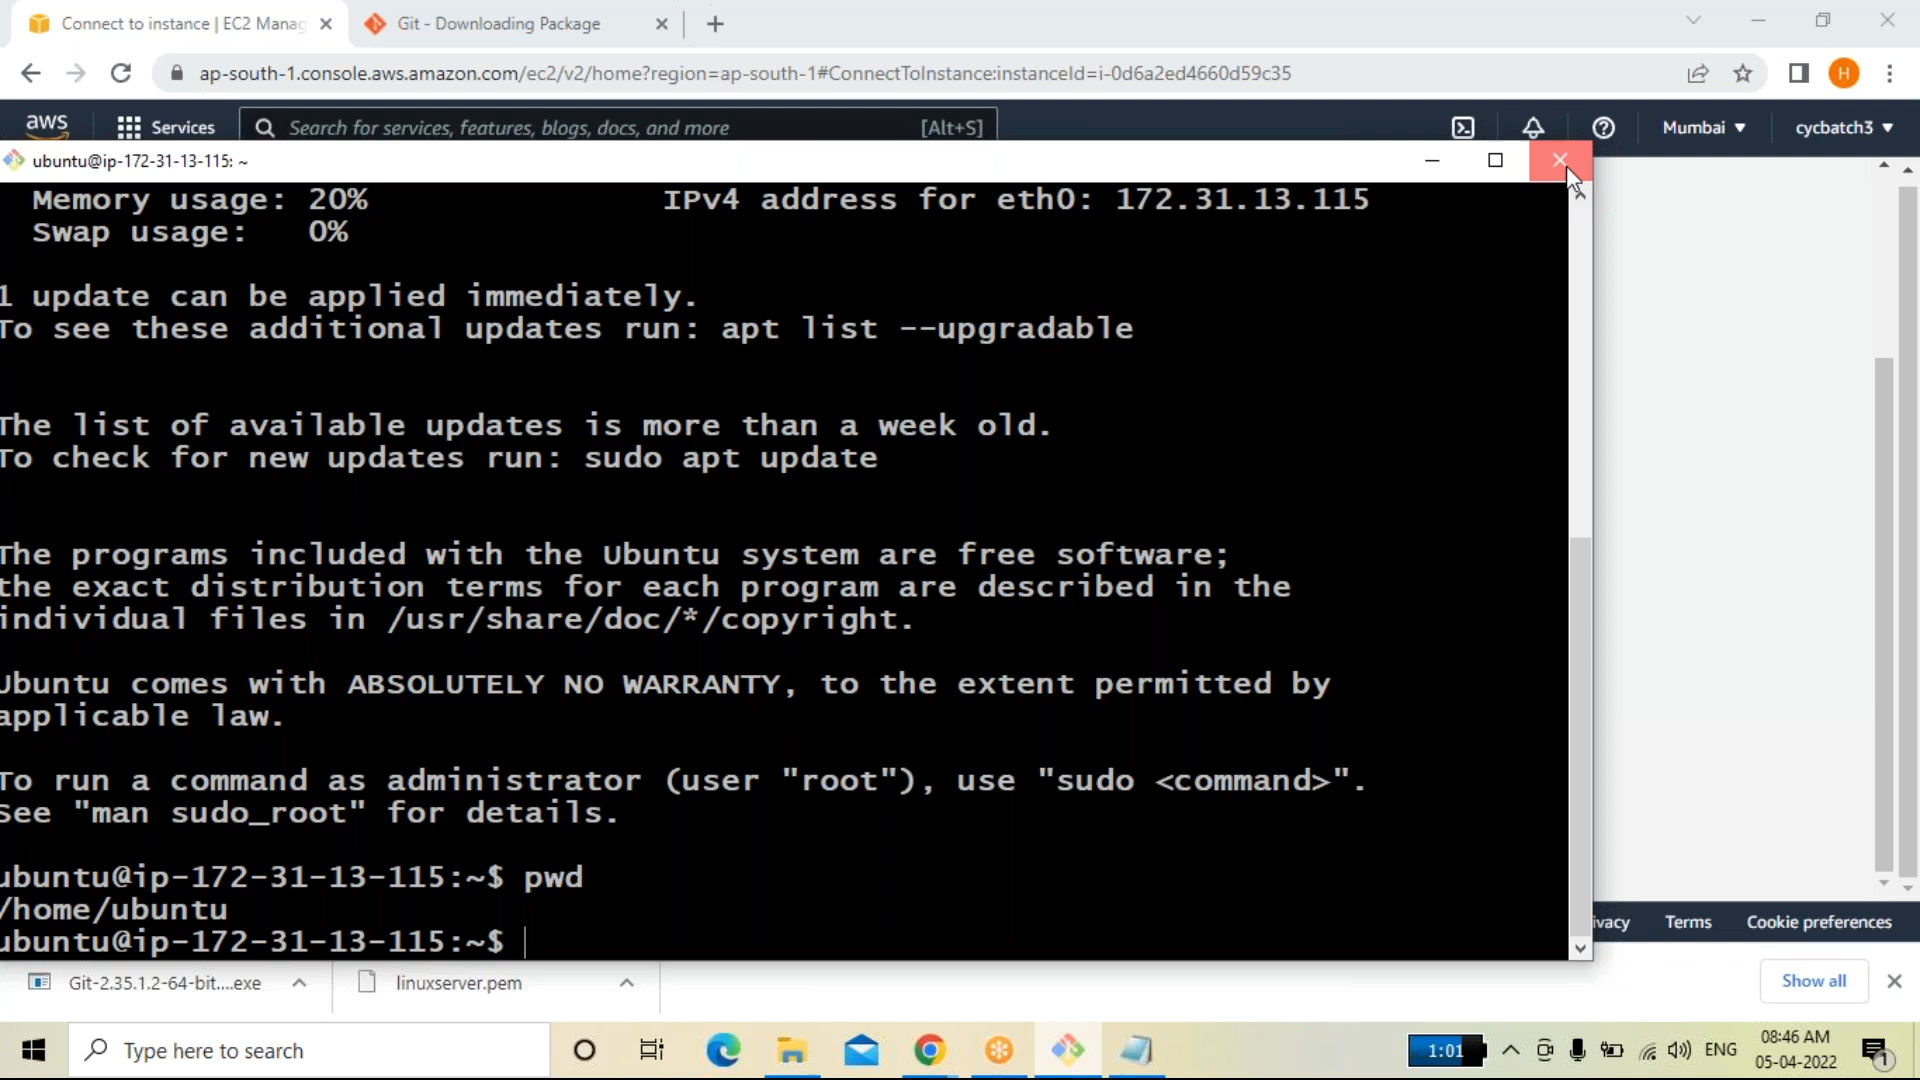 Connect to instance | EC2 Manag
Git - Downloading Package
ap-south-1.console.aws.amazon.com/ec2/v2/home?region=ap-south-1#ConnectToInstance:instanceId=i-0d6a2ed4660d59c35
H
aws
Services
Search for services, features, blogs, docs, and more
[Alt+S]
Mumbai
cycbatch3
ubuntu@ip-172-31-13-115: ~
Memory usage: 20% IPv4 address for eth0: 172.31.13.115
Swap usage: 0%
1 update can be applied immediately.
To see these additional updates run: apt list --upgradable
The list of available updates is more than a week old.
To check for new updates run: sudo apt update
The programs included with the Ubuntu system are free software;
the exact distribution terms for each program are described in the
individual files in /usr/share/doc/*/copyright.
Ubuntu comes with ABSOLUTELY NO WARRANTY, to the extent permitted by
applicable law.
To run a command as administrator (user "root"), use "sudo <command>".
See "man sudo_root" for details.
ubuntu@ip-172-31-13-115:~$ pwd
/home/ubuntu
ubuntu@ip-172-31-13-115:~$
ivacy
Terms
Cookie preferences
Git-2.35.1.2-64-bit....exe
linuxserver.pem
Show all
Type here to search
1:01
ENG
08:46 AM
05-04-2022
1